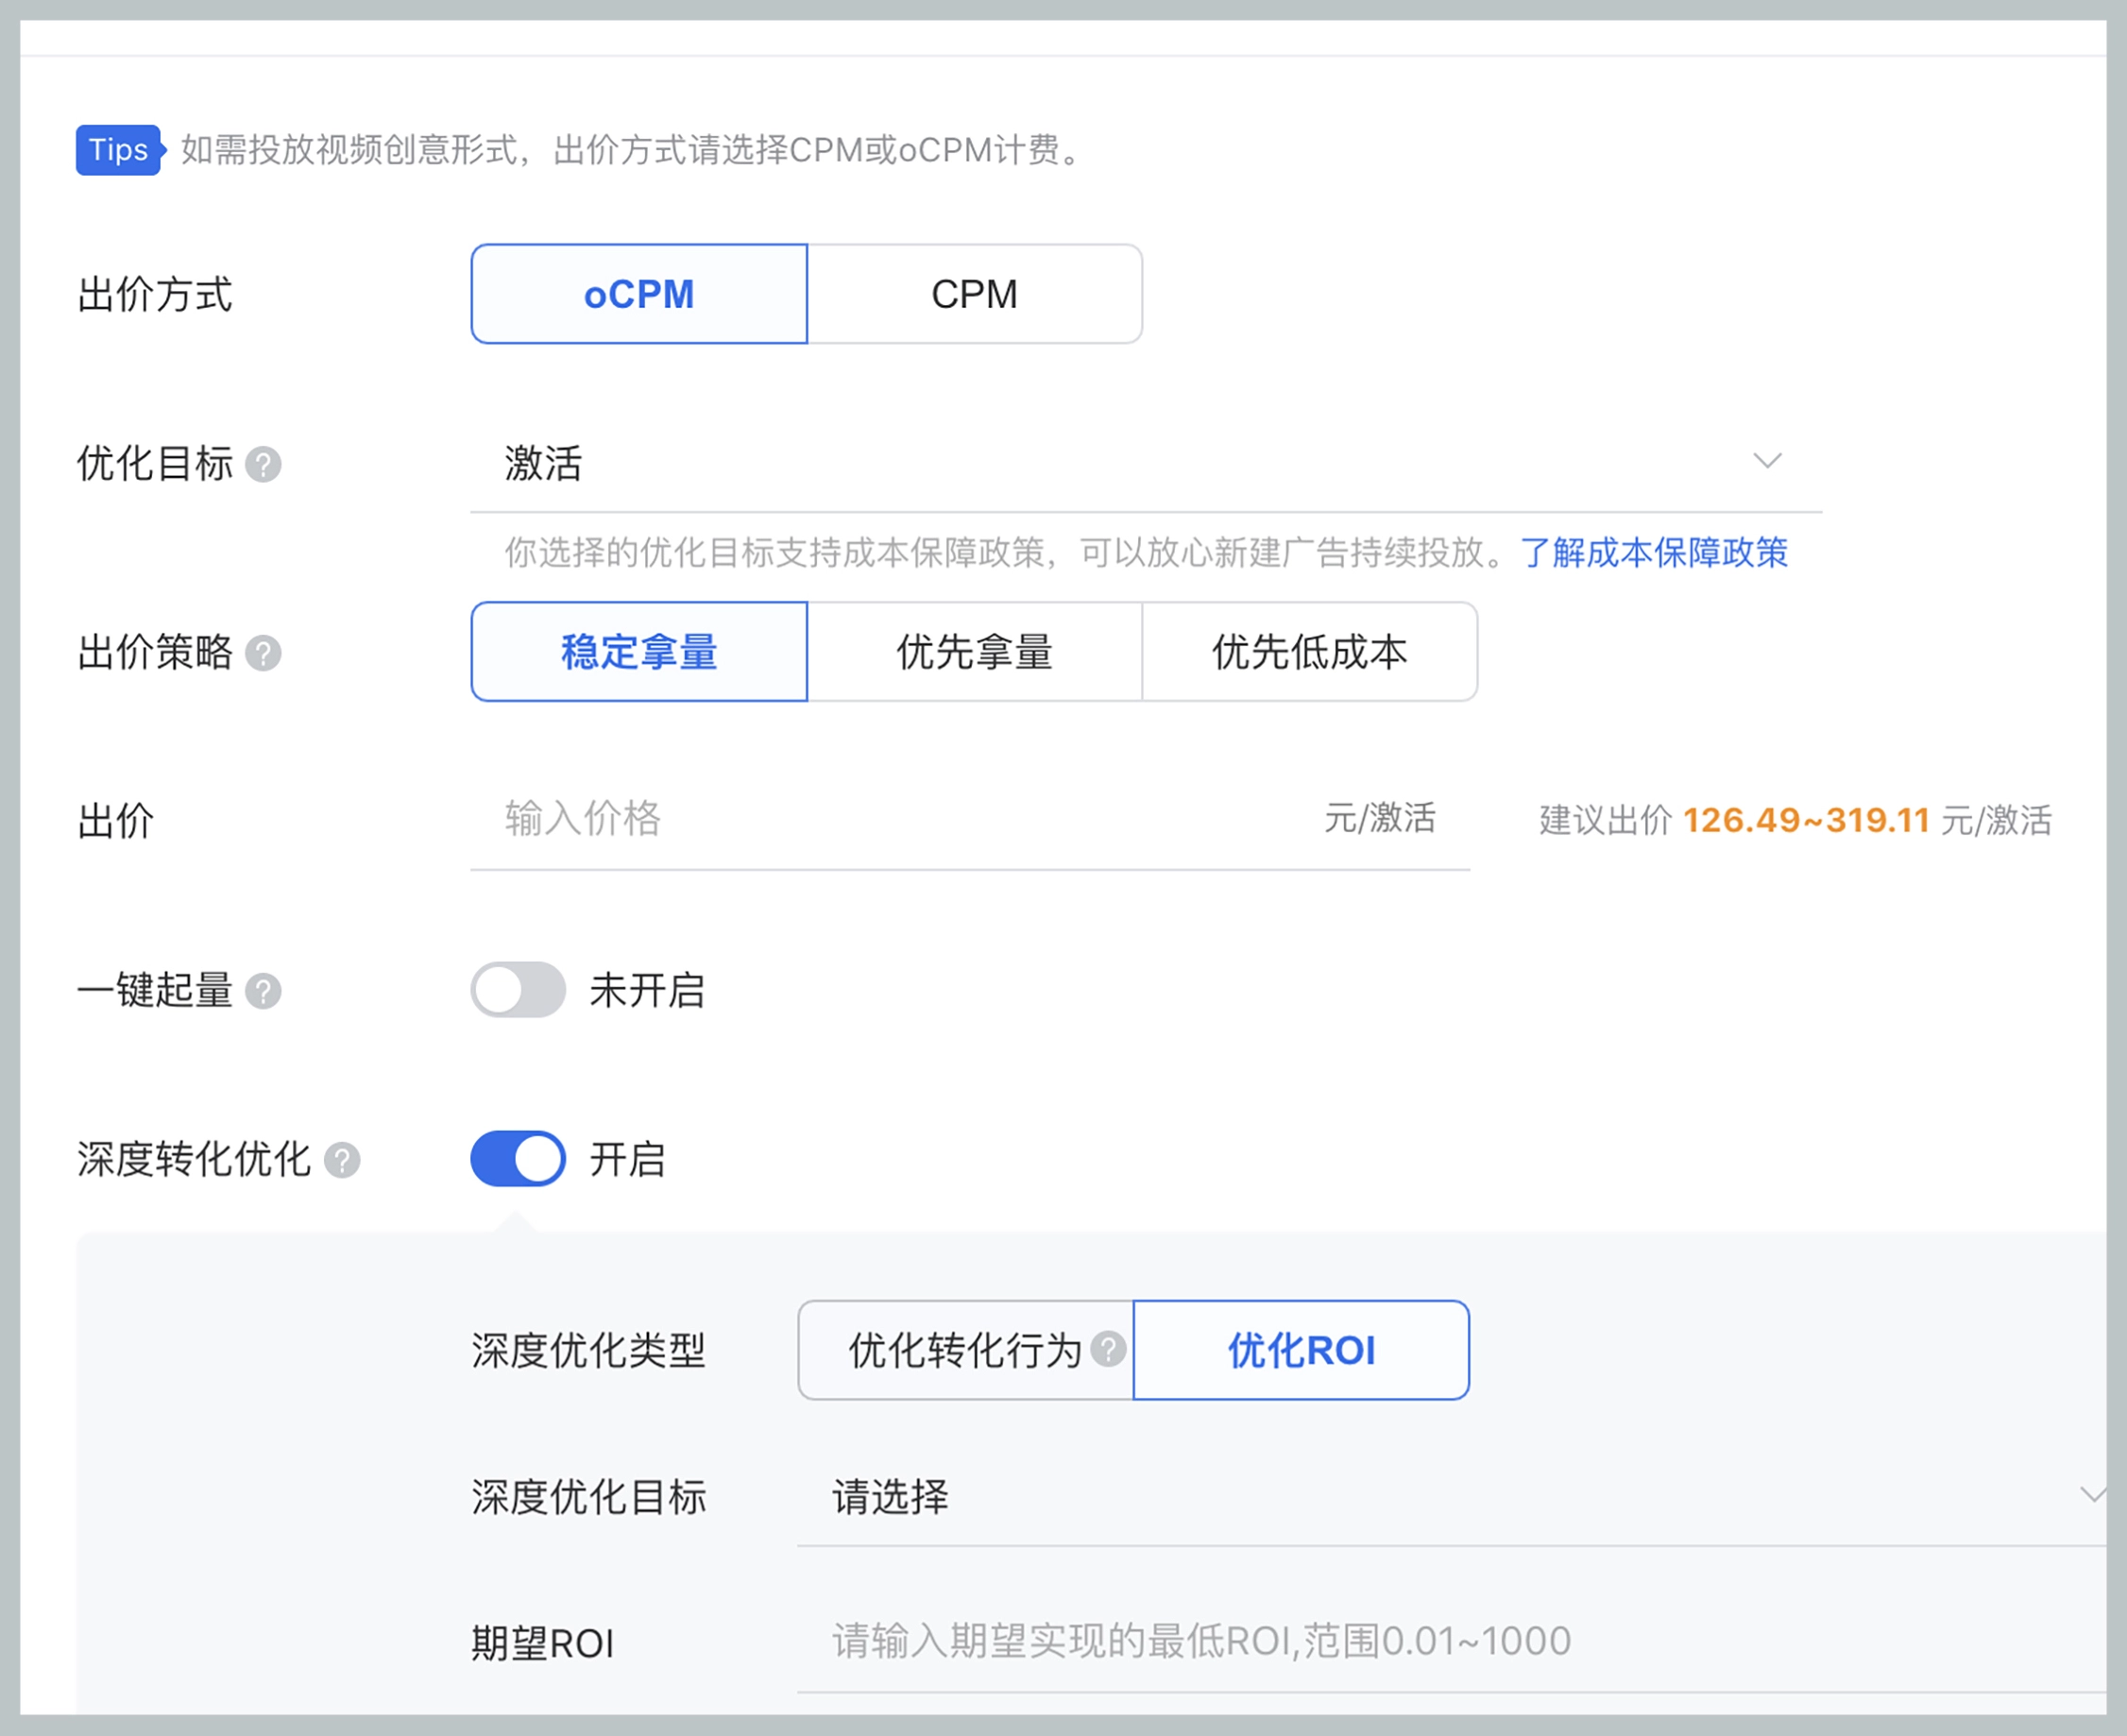 Tips 如需投放视频创意形式，出价方式请选择CPM或oCPM计费。
出价方式 oCPM CPM
优化目标 ? 激活
你选择的优化目标支持成本保障政策，可以放心新建广告持续投放。了解成本保障政策
出价策略 ? 稳定拿量 优先拿量 优先低成本
出价 输入价格 元/激活 建议出价 126.49~319.11 元/激活
一键起量 ? 未开启
深度转化优化 ? 开启
深度优化类型 优化转化行为 ? 优化ROI
深度优化目标 请选择
期望ROI 请输入期望实现的最低ROI,范围0.01~1000